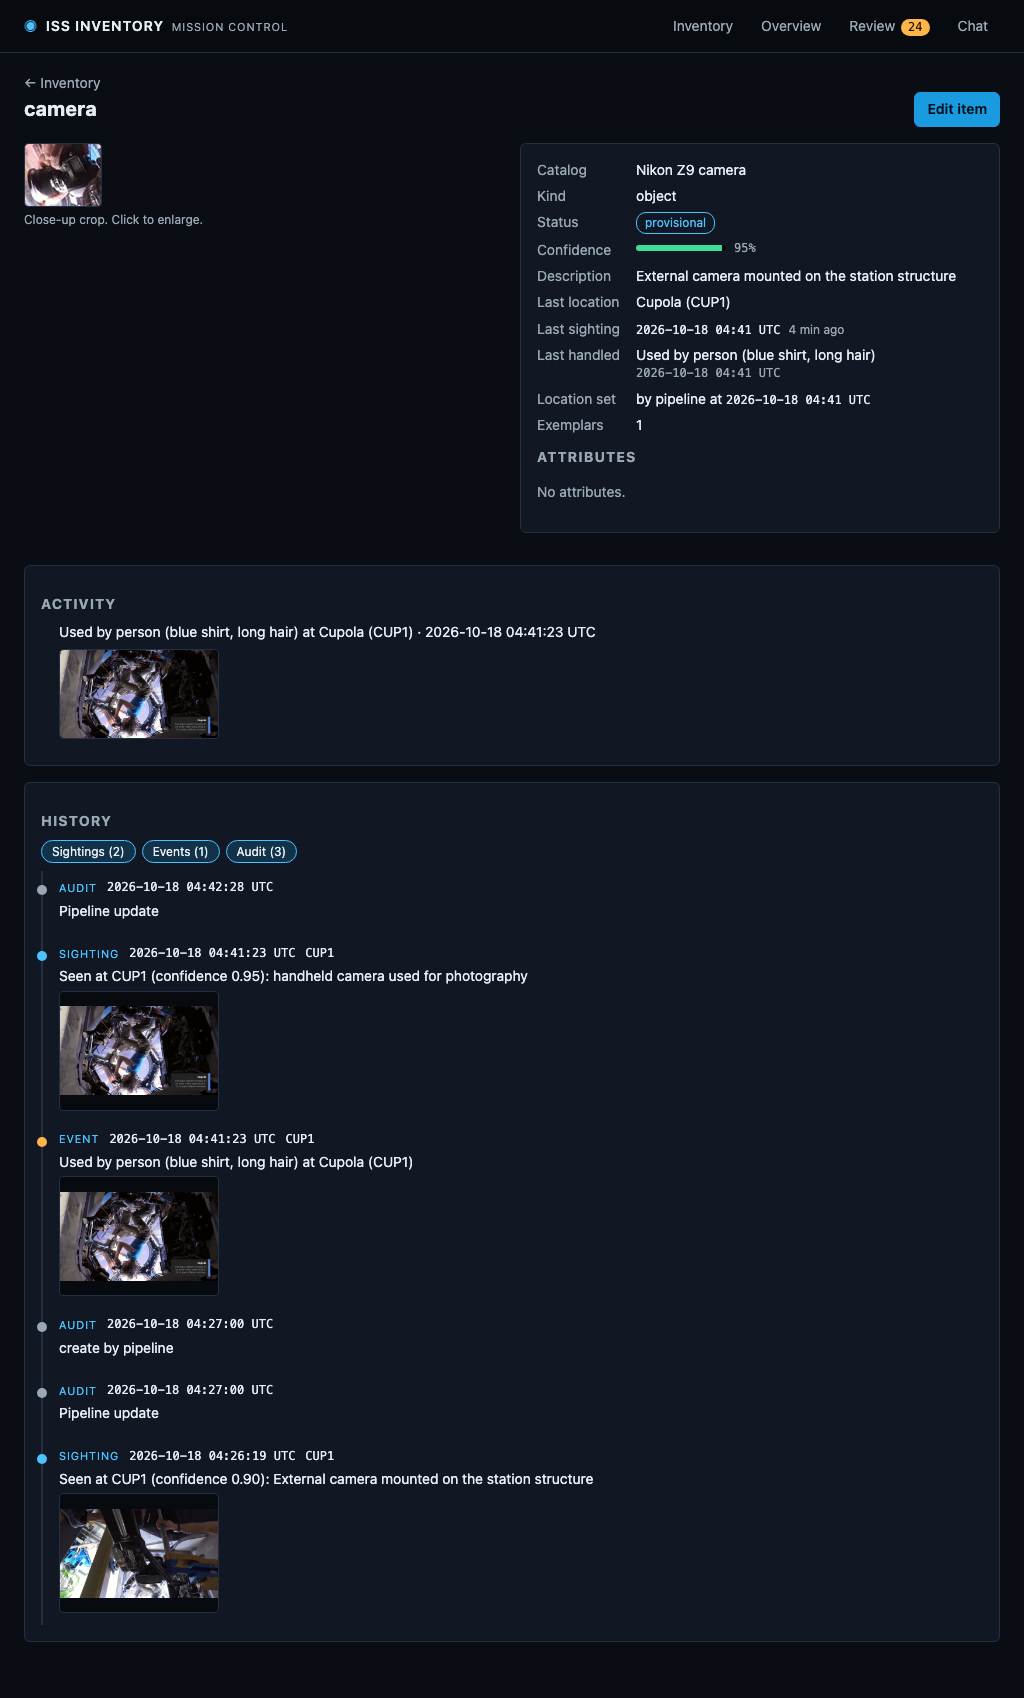 ISS INVENTORY MISSION CONTROL
Inventory Overview Review 24 Chat
← Inventory
camera
Edit item
Close-up crop. Click to enlarge.
Catalog Nikon Z9 camera
Kind object
Status provisional
Confidence 95%
Description External camera mounted on the station structure
Last location Cupola (CUP1)
Last sighting 2026-10-18 04:41 UTC 4 min ago
Last handled Used by person (blue shirt, long hair)
2026-10-18 04:41 UTC
Location set by pipeline at 2026-10-18 04:41 UTC
Exemplars 1
ATTRIBUTES
No attributes.
ACTIVITY
Used by person (blue shirt, long hair) at Cupola (CUP1) · 2026-10-18 04:41:23 UTC
HISTORY
Sightings (2) Events (1) Audit (3)
AUDIT 2026-10-18 04:42:28 UTC
Pipeline update
SIGHTING 2026-10-18 04:41:23 UTC CUP1
Seen at CUP1 (confidence 0.95): handheld camera used for photography
EVENT 2026-10-18 04:41:23 UTC CUP1
Used by person (blue shirt, long hair) at Cupola (CUP1)
AUDIT 2026-10-18 04:27:00 UTC
create by pipeline
AUDIT 2026-10-18 04:27:00 UTC
Pipeline update
SIGHTING 2026-10-18 04:26:19 UTC CUP1
Seen at CUP1 (confidence 0.90): External camera mounted on the station structure